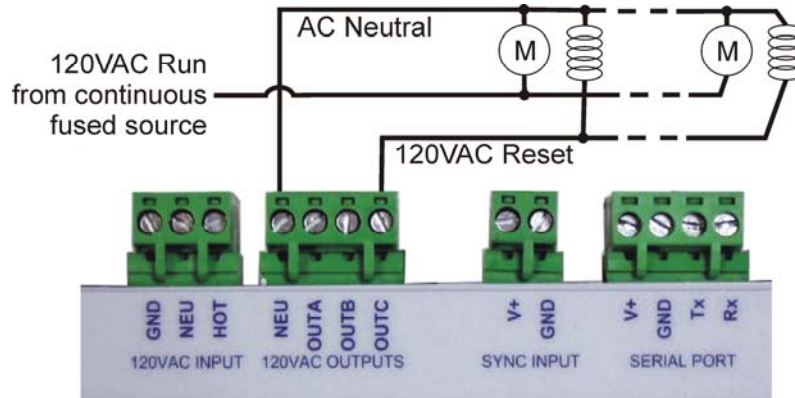 AC Neutral
120VAC Run
from continuous
fused source
M
M
120VAC Reset
GND
NEU
HOT
NEU
OUTA
OUTB
OUTC
V+
GND
V+
GND
Tx
Rx
120VAC INPUT
120VAC OUTPUTS
SYNC INPUT
SERIAL PORT